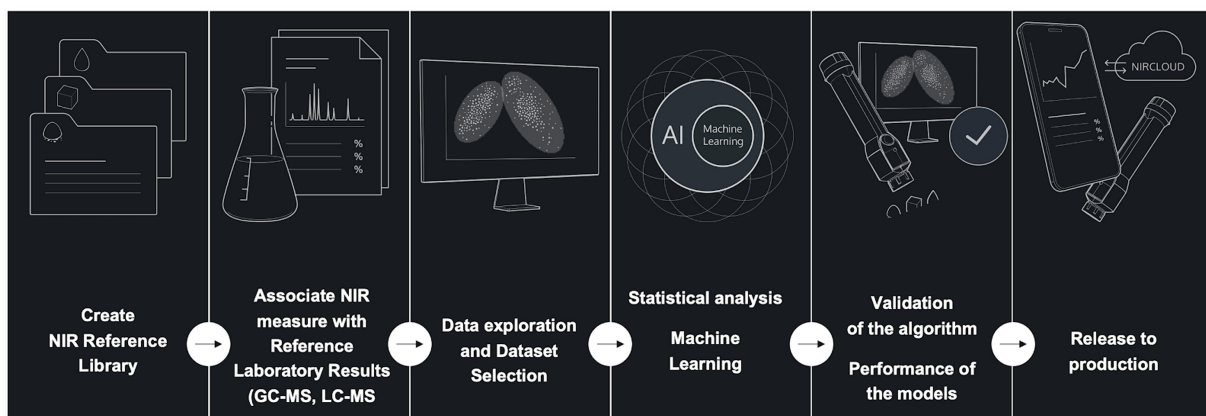 %
%
%
AI
Machine
Learning
NIRCLOUD
%
%
%
Create
NIR Reference
Library
Associate NIR
measure with
Reference
Laboratory Results
(GC-MS, LC-MS
Data exploration
and Dataset
Selection
Statistical analysis
Machine
Learning
Validation
of the algorithm
Performance of
the models
Release to
production